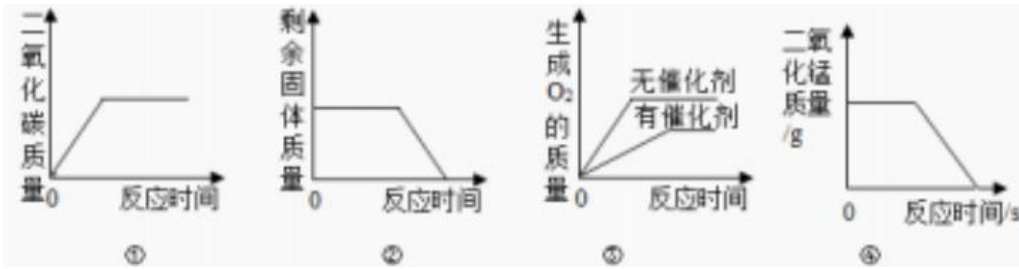 二氧化碳质量
0
反应时间
①
剩余固体质量
0
反应时间
②
生成O₂的质量
无催化剂
有催化剂
0
反应时间
③
二氧
化锰
质量
/g
0
反应时间/s
④